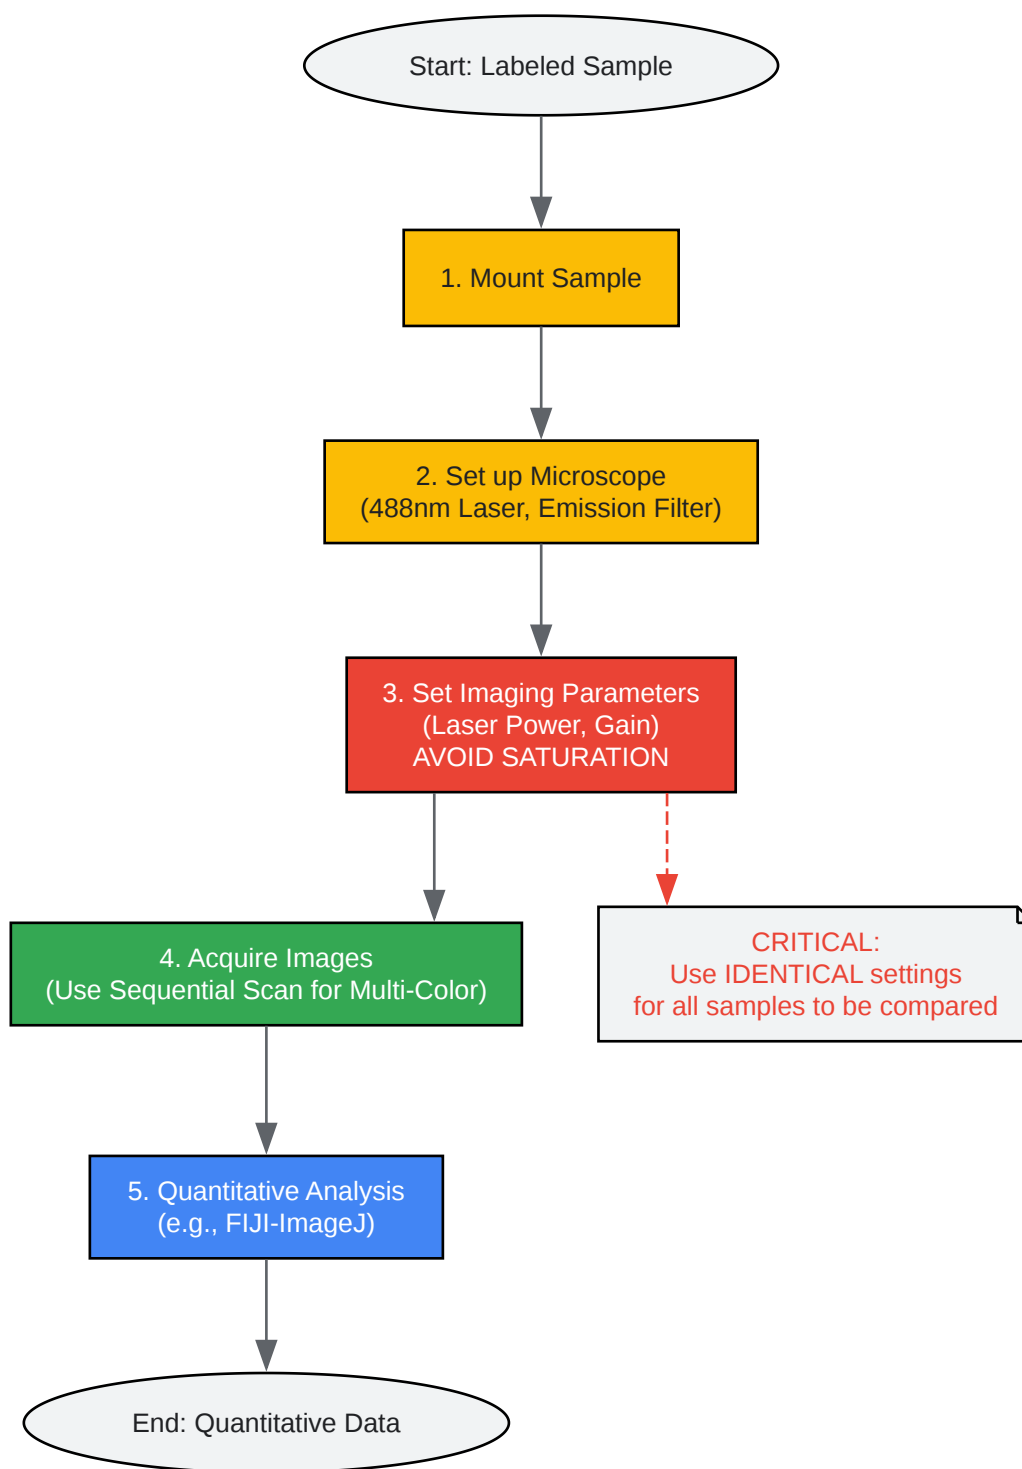 Start: Labeled Sample
1. Mount Sample
2. Set up Microscope
(488nm Laser, Emission Filter)
3. Set Imaging Parameters
(Laser Power, Gain)
AVOID SATURATION
4. Acquire Images
(Use Sequential Scan for Multi-Color)
CRITICAL:
Use IDENTICAL settings
for all samples to be compared
5. Quantitative Analysis
(e.g., FIJI-ImageJ)
End: Quantitative Data